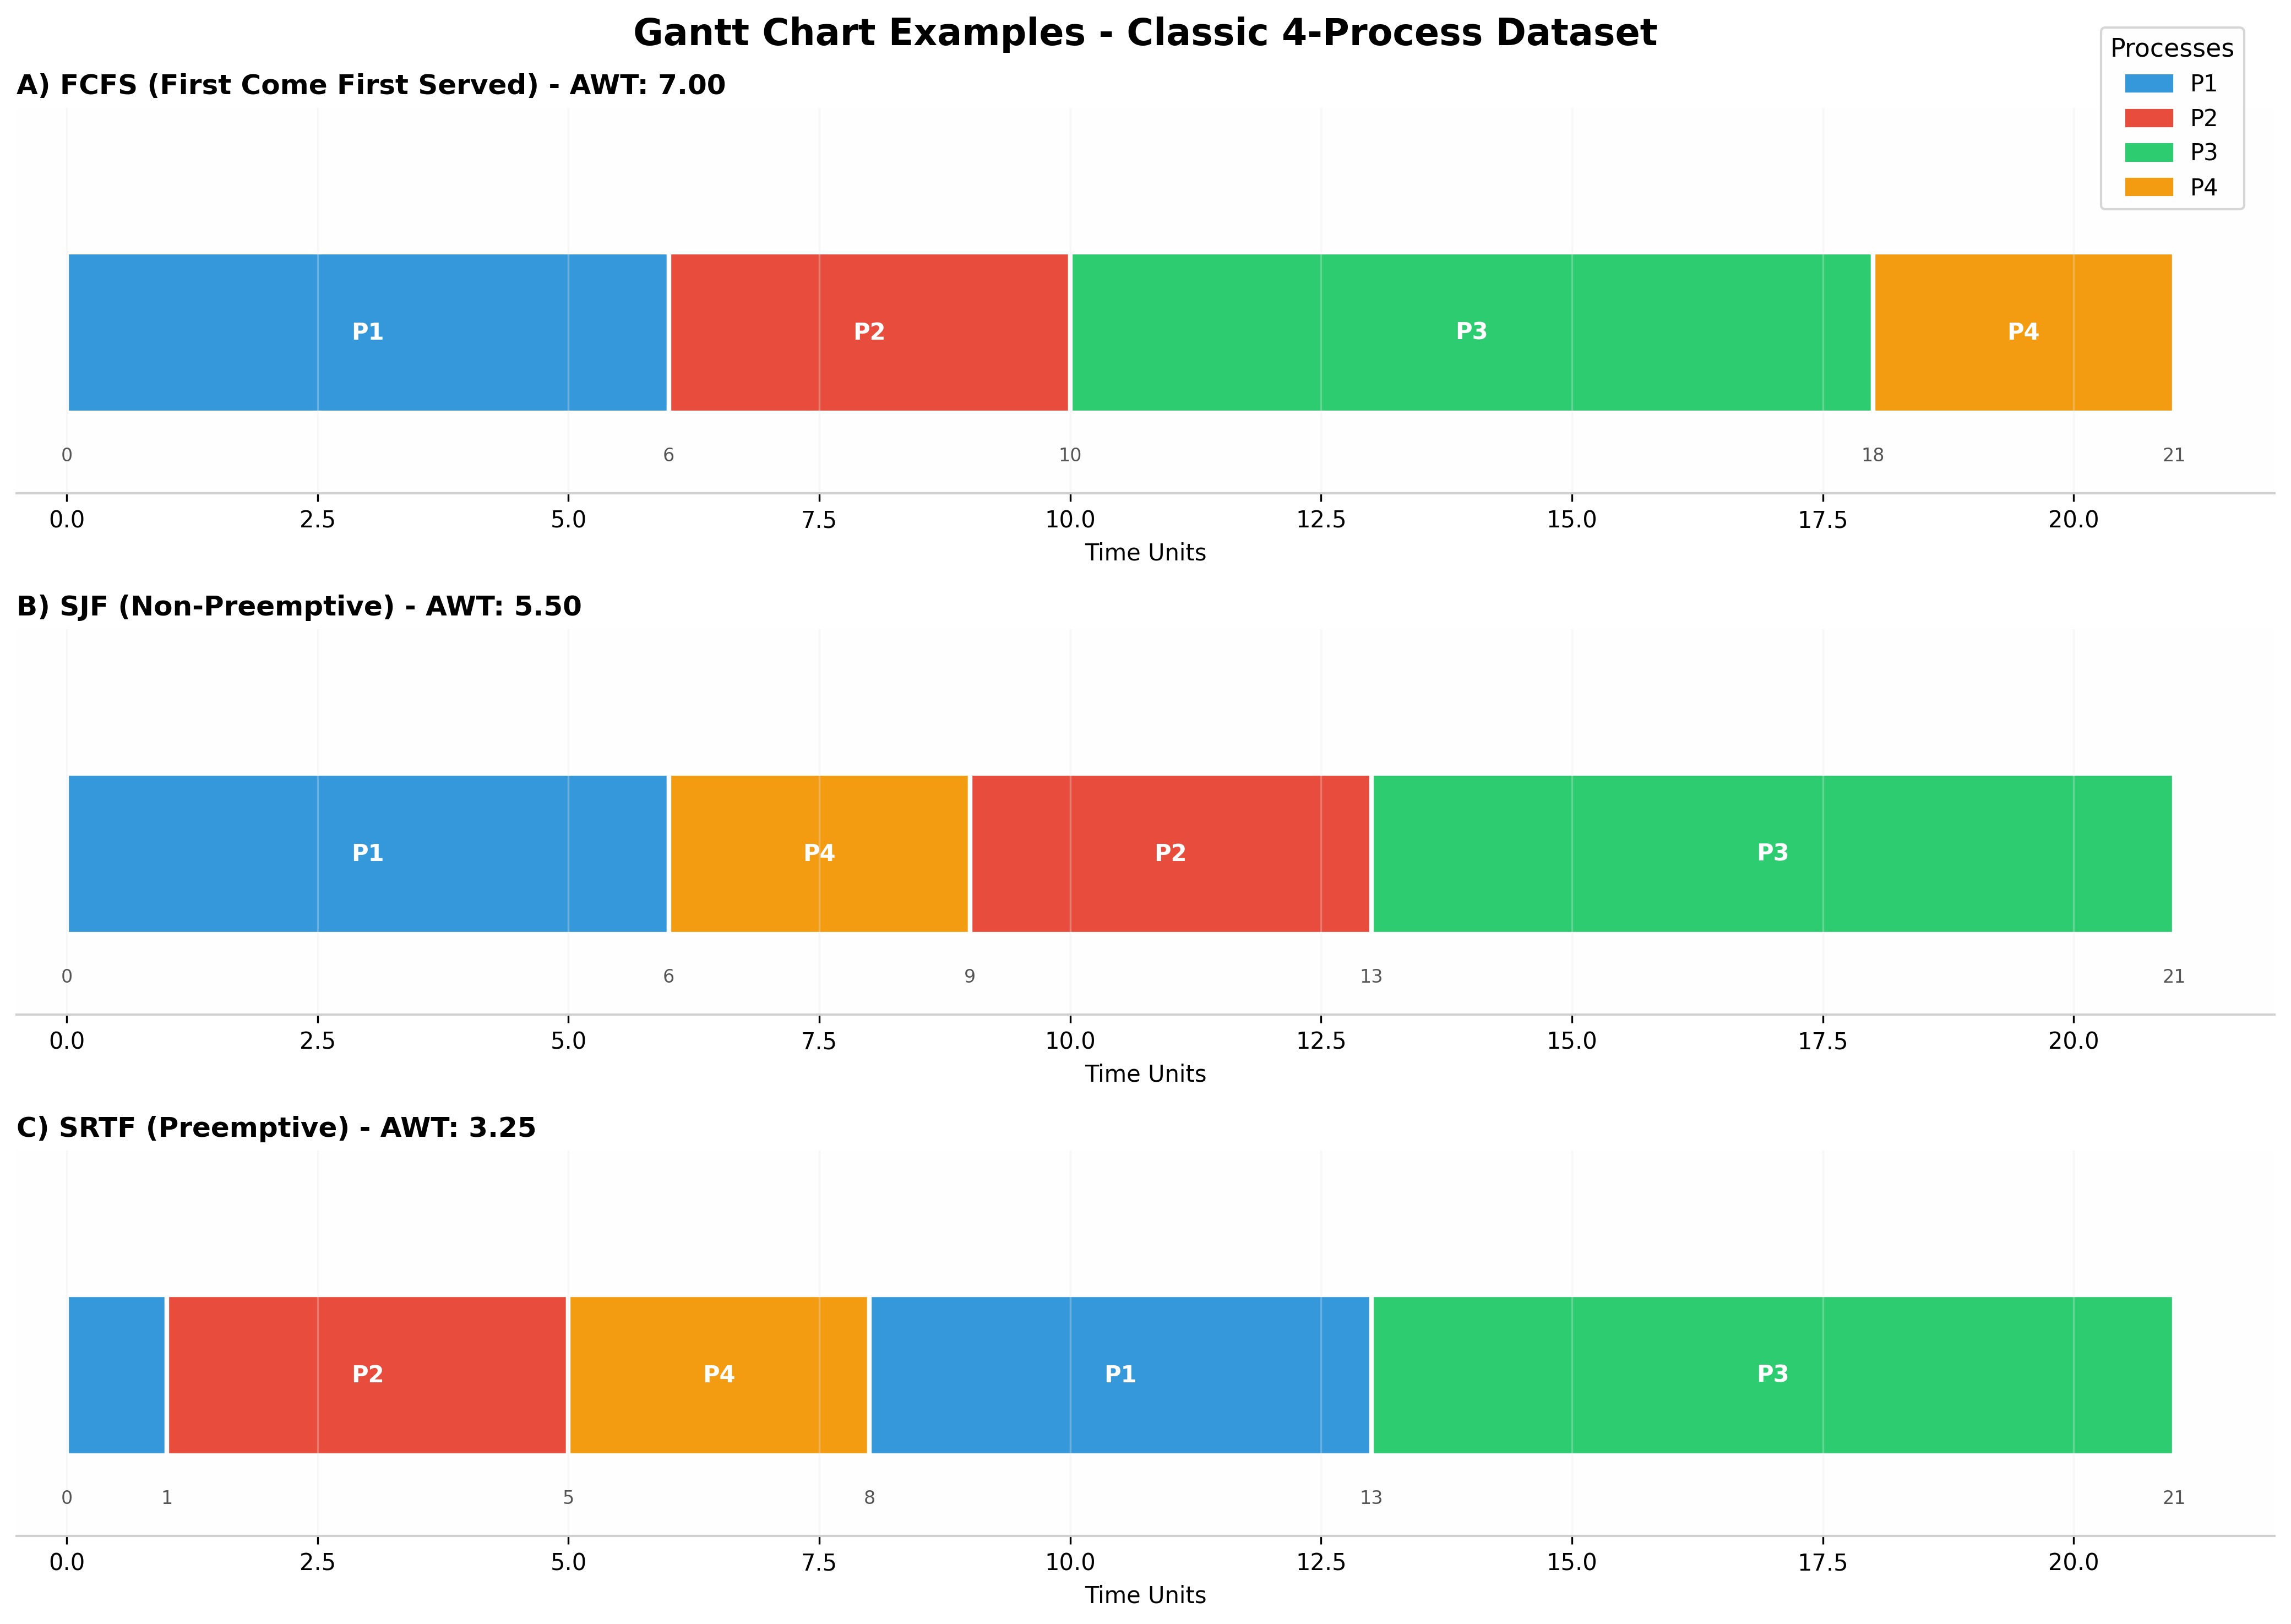 Gantt Chart Examples - Classic 4-Process Dataset
Processes
P1
P2
P3
P4
A) FCFS (First Come First Served) - AWT: 7.00
P1 P2 P3 P4
0 6 10 18 21
0.0 2.5 5.0 7.5 10.0 12.5 15.0 17.5 20.0
Time Units
B) SJF (Non-Preemptive) - AWT: 5.50
P1 P4 P2 P3
0 6 9 13 21
0.0 2.5 5.0 7.5 10.0 12.5 15.0 17.5 20.0
Time Units
C) SRTF (Preemptive) - AWT: 3.25
P2 P4 P1 P3
0 1 5 8 13 21
0.0 2.5 5.0 7.5 10.0 12.5 15.0 17.5 20.0
Time Units